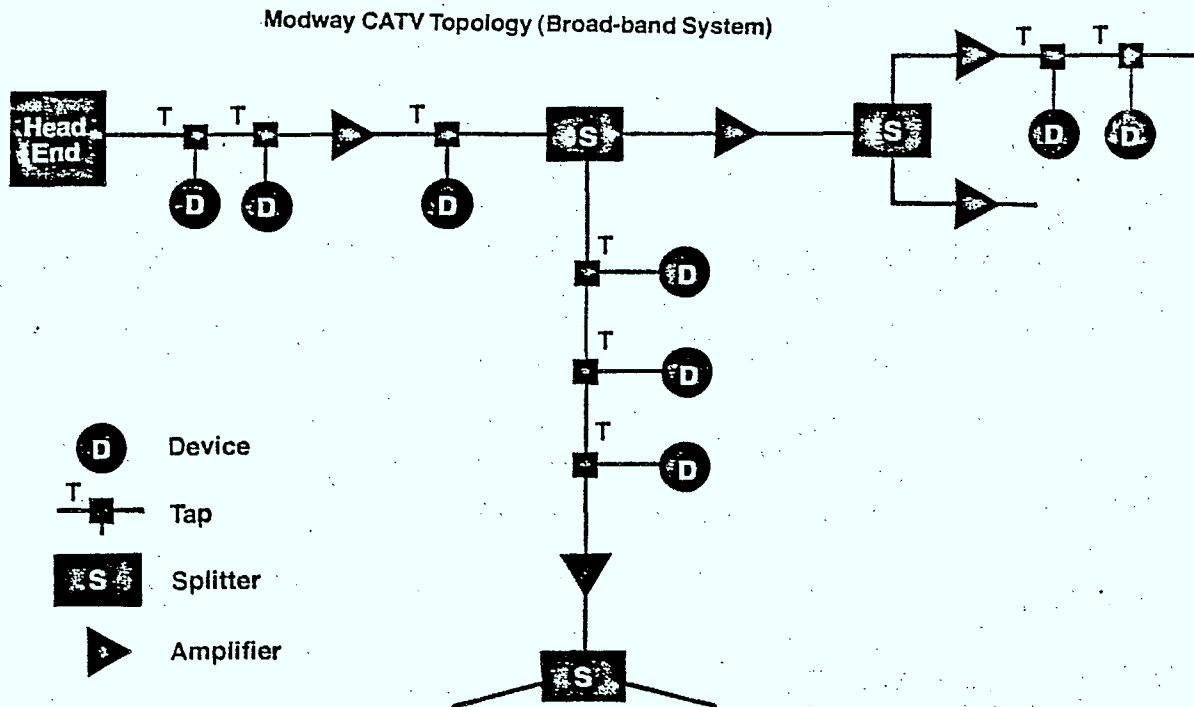 Modway CATV Topology (Broad-band System)
T T
Head End
T T T
S
S
D D
D D D
T
D
T
D
T
D
D Device
T
Tap
S Splitter
Amplifier
S